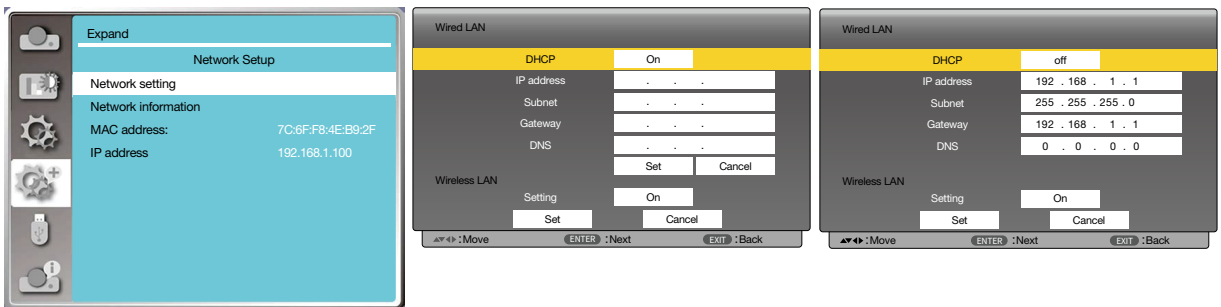 Expand
Network Setup
Network setting
Network information
MAC address: 7C:6F:F8:4E:B9:2F
IP address 192.168.1.100
Wired LAN
DHCP On
IP address . . .
Subnet . . .
Gateway . . .
DNS . . .
Set Cancel
Wireless LAN
Setting On
Set Cancel
▲▼◀▶:Move ENTER :Next EXIT :Back
Wired LAN
DHCP off
IP address 192 . 168 . 1 . 1
Subnet 255 . 255 . 255 . 0
Gateway 192 . 168 . 1 . 1
DNS 0 . 0 . 0 . 0
Wireless LAN
Setting On
Set Cancel
▲▼◀▶:Move ENTER :Next EXIT :Back